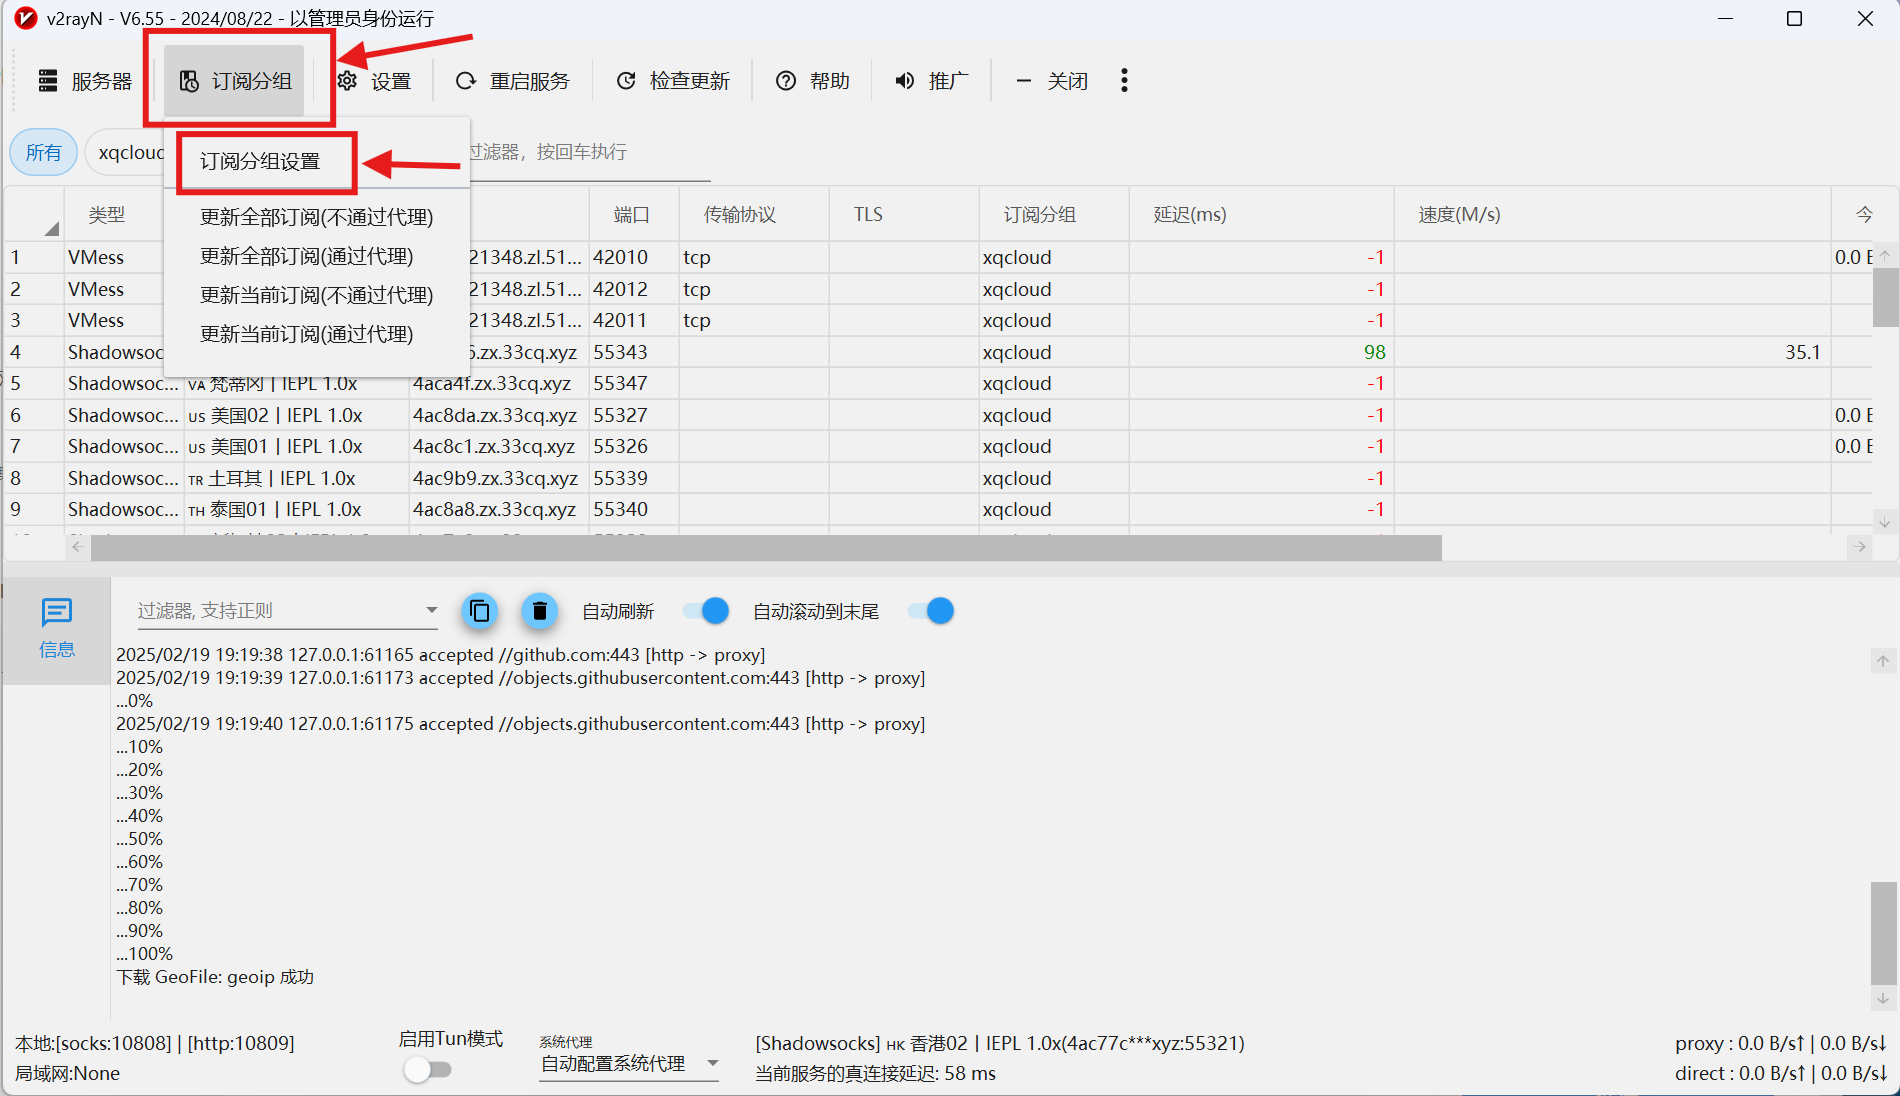 v2rayN - V6.55 - 2024/08/22 - 以管理员身份运行
服务器 订阅分组 设置 重启服务 检查更新 帮助 推广 关闭
所有 xqcloud 过滤器，按回车执行
订阅分组设置
更新全部订阅(不通过代理)
更新全部订阅(通过代理)
更新当前订阅(不通过代理)
更新当前订阅(通过代理)
类型 端口 传输协议 TLS 订阅分组 延迟(ms) 速度(M/s) 今
1 VMess 21348.zl.51... 42010 tcp xqcloud -1 0.0
2 VMess 21348.zl.51... 42012 tcp xqcloud -1
3 VMess 21348.zl.51... 42011 tcp xqcloud -1
4 Shadowsoc .zx.33cq.xyz 55343 xqcloud 98 35.1
5 Shadowsoc... VA 梵蒂冈 | IEPL 1.0x 4aca4f.zx.33cq.xyz 55347 xqcloud -1
6 Shadowsoc... US 美国02 | IEPL 1.0x 4ac8da.zx.33cq.xyz 55327 xqcloud -1 0.0
7 Shadowsoc... US 美国01 | IEPL 1.0x 4ac8c1.zx.33cq.xyz 55326 xqcloud -1 0.0
8 Shadowsoc... TR 土耳其 | IEPL 1.0x 4ac9b9.zx.33cq.xyz 55339 xqcloud -1
9 Shadowsoc... TH 泰国01 | IEPL 1.0x 4ac8a8.zx.33cq.xyz 55340 xqcloud -1
信息
过滤器, 支持正则 自动刷新 自动滚动到末尾
2025/02/19 19:19:38 127.0.0.1:61165 accepted //github.com:443 [http -> proxy]
2025/02/19 19:19:39 127.0.0.1:61173 accepted //objects.githubusercontent.com:443 [http -> proxy]
...0%
2025/02/19 19:19:40 127.0.0.1:61175 accepted //objects.githubusercontent.com:443 [http -> proxy]
...10%
...20%
...30%
...40%
...50%
...60%
...70%
...80%
...90%
...100%
下载 GeoFile: geoip 成功
本地:[socks:10808] | [http:10809]
局域网:None
启用Tun模式
系统代理
自动配置系统代理
[Shadowsocks] HK 香港02 | IEPL 1.0x(4ac77c***xyz:55321)
当前服务的真连接延迟: 58 ms
proxy : 0.0 B/s↑ | 0.0 B/s↓
direct : 0.0 B/s↑ | 0.0 B/s↓